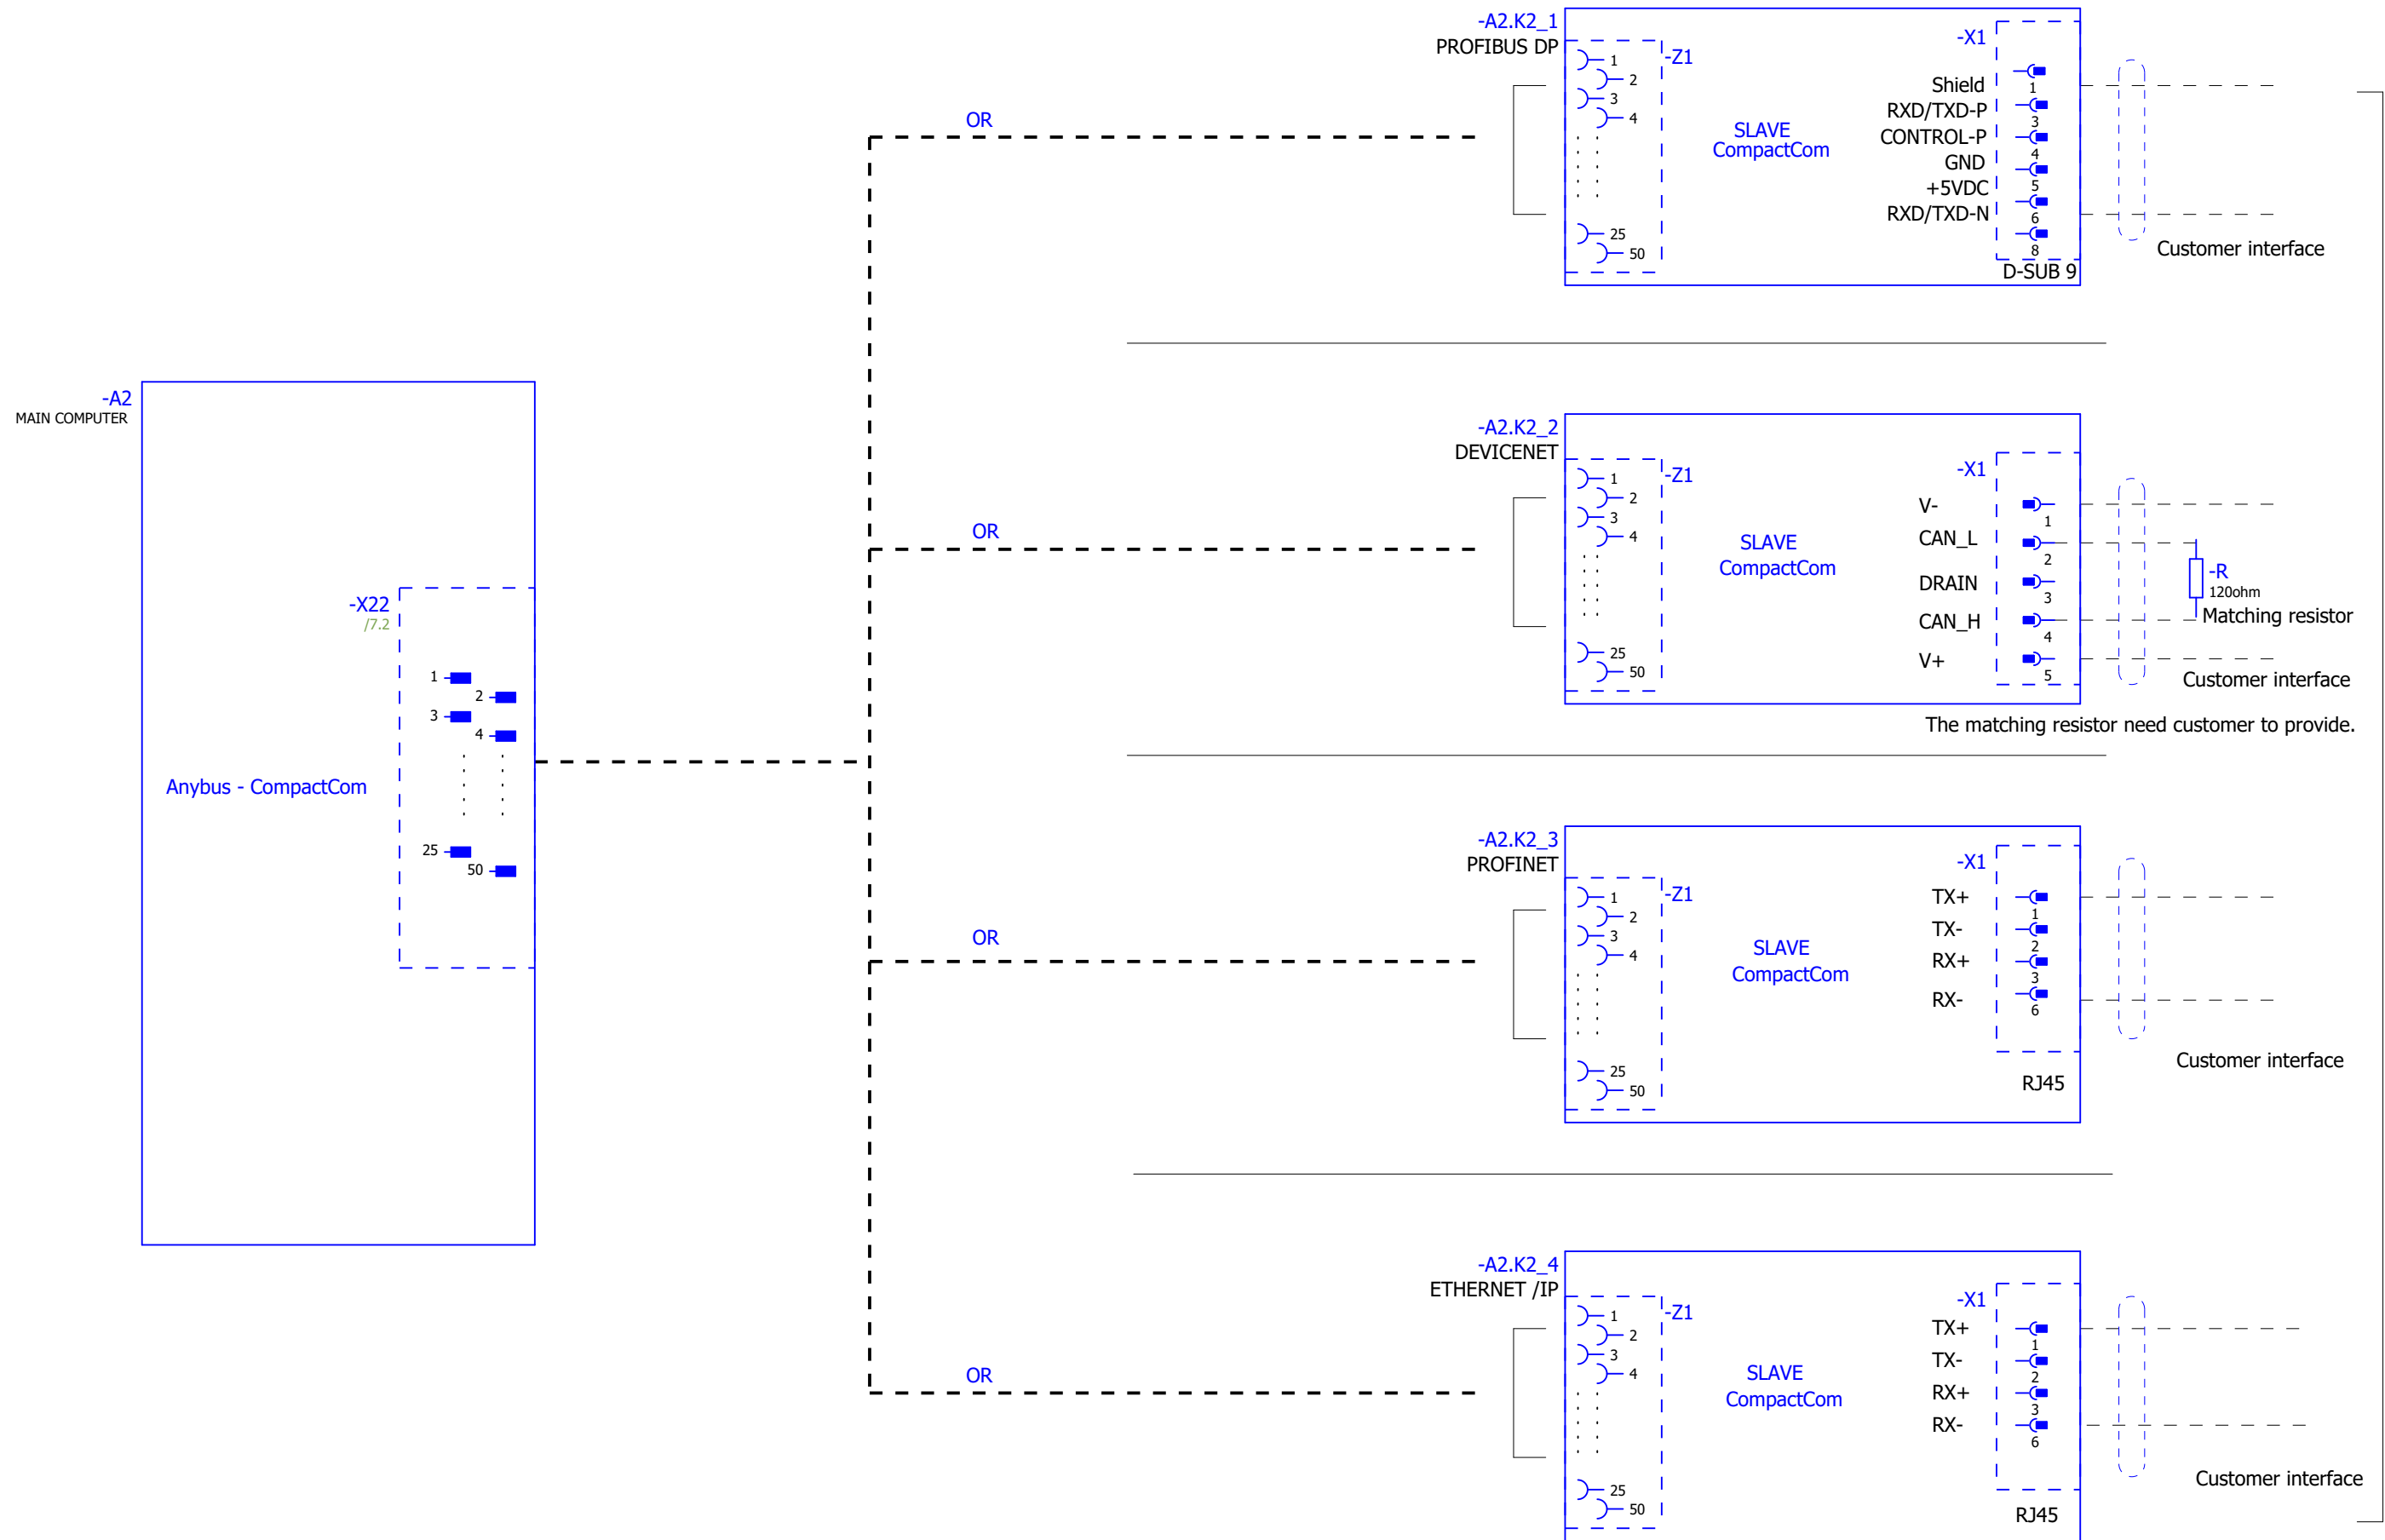 -A2
MAIN COMPUTER
Anybus - CompactCom
-X22
/7.2
1
2
3
4
25
50
OR
OR
OR
OR
-A2.K2_1
PROFIBUS DP
-Z1
1
2
3
4
25
50
SLAVE
CompactCom
-X1
Shield
RXD/TXD-P
CONTROL-P
GND
+5VDC
RXD/TXD-N
1
3
4
5
6
8
D-SUB 9
Customer interface
-A2.K2_2
DEVICENET
-Z1
1
2
3
4
25
50
SLAVE
CompactCom
-X1
V-
CAN_L
DRAIN
CAN_H
V+
1
2
3
4
5
-R
120ohm
Matching resistor
Customer interface
The matching resistor need customer to provide.
-A2.K2_3
PROFINET
-Z1
1
2
3
4
25
50
SLAVE
CompactCom
-X1
TX+
TX-
RX+
RX-
1
2
3
6
RJ45
Customer interface
-A2.K2_4
ETHERNET /IP
-Z1
1
2
3
4
25
50
SLAVE
CompactCom
-X1
TX+
TX-
RX+
RX-
1
2
3
6
RJ45
Customer interface